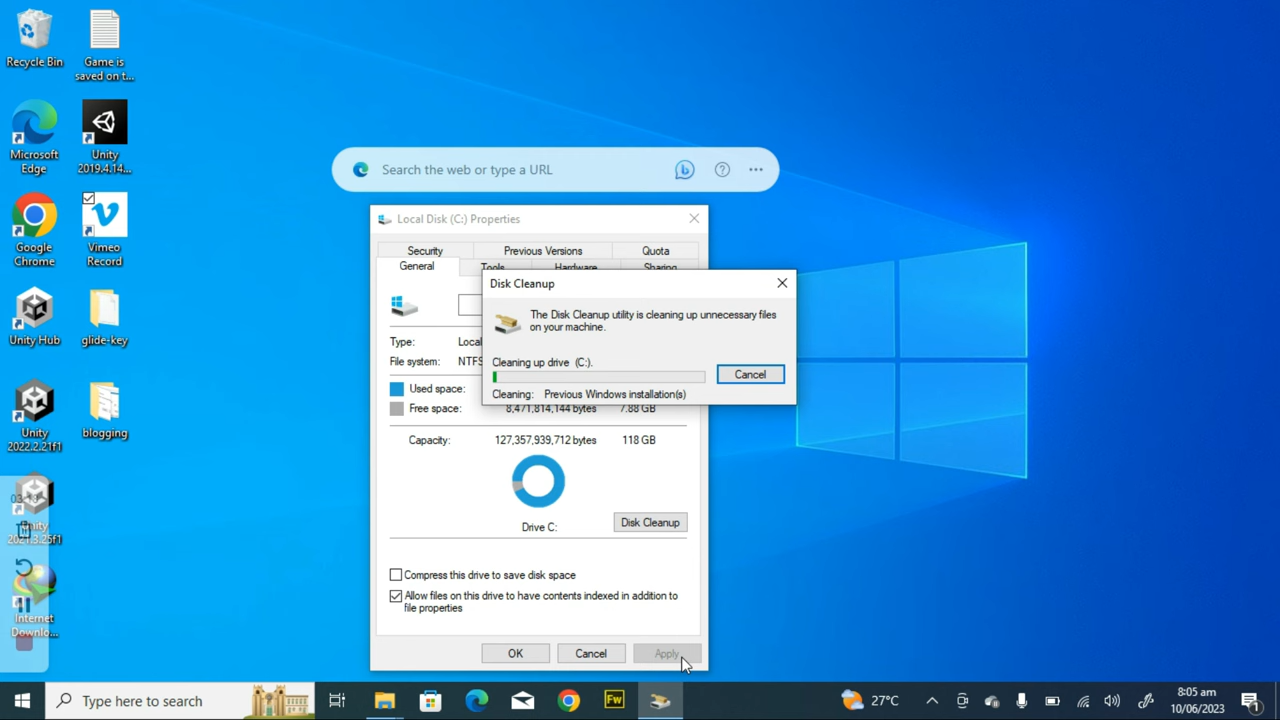 Recycle Bin
Game is
saved on t...
Microsoft
Edge
Unity
2019.4.14...
Google
Chrome
Vimeo
Record
Unity Hub
glide-key
Unity
2022.2.21f1
blogging
Unity
2021.3.25f1
Internet
Downlo...
Search the web or type a URL
Local Disk (C:) Properties
Security
Previous Versions
Quota
General
Tools
Hardware
Sharing
Type:
Local
File system:
NTFS
Used space:
Free space:
8,471,814,144 bytes
7.88 GB
Capacity:
127,357,939,712 bytes
118 GB
Drive C:
Disk Cleanup
Compress this drive to save disk space
Allow files on this drive to have contents indexed in addition to
file properties
OK
Cancel
Apply
Disk Cleanup
The Disk Cleanup utility is cleaning up unnecessary files
on your machine.
Cleaning up drive (C:).
Cancel
Cleaning: Previous Windows installation(s)
Type here to search
Fw
27°C
8:05 am
10/06/2023
1